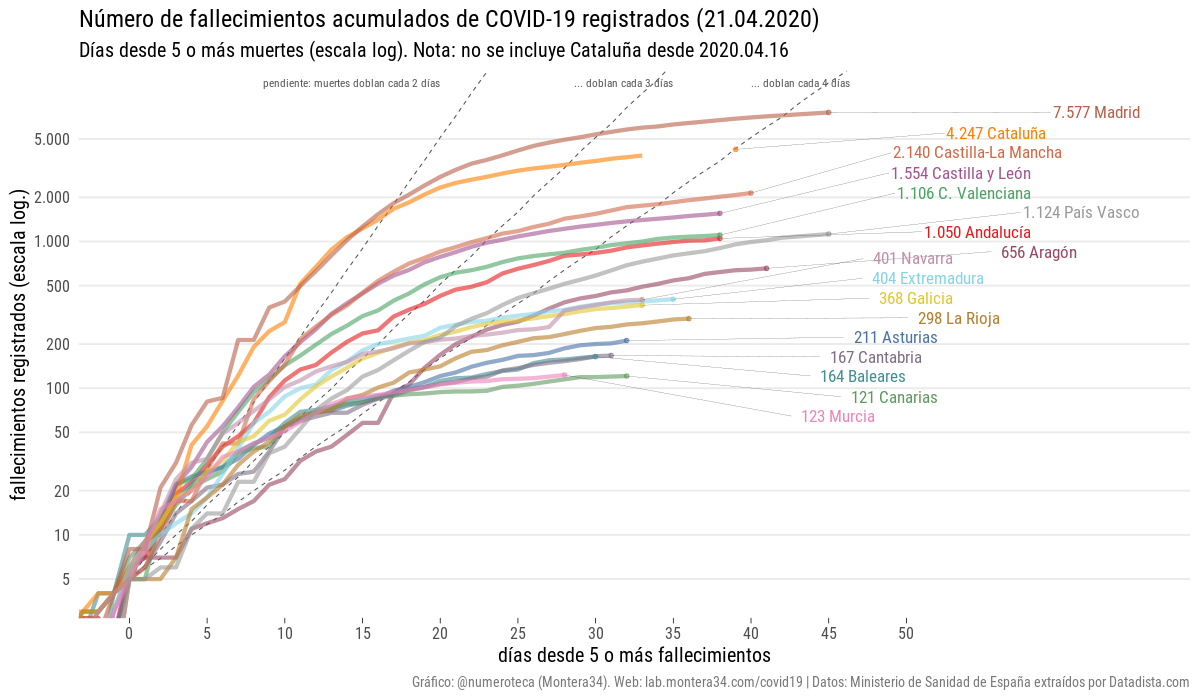 Número de fallecimientos acumulados de COVID-19 registrados (21.04.2020)
Días desde 5 o más muertes (escala log). Nota: no se incluye Cataluña desde 2020.04.16
pendiente: muertes doblan cada 2 días
... doblan cada 3 días
... doblan cada 4 días
7.577 Madrid
4.247 Cataluña
2.140 Castilla-La Mancha
1.554 Castilla y León
1.106 C. Valenciana
1.124 País Vasco
1.050 Andalucía
656 Aragón
401 Navarra
404 Extremadura
368 Galicia
298 La Rioja
211 Asturias
167 Cantabria
164 Baleares
121 Canarias
123 Murcia
fallecimientos registrados (escala log.)
5.000
2.000
1.000
500
200
100
50
20
10
5
0
5
10
15
20
25
30
35
40
45
50
días desde 5 o más fallecimientos
Gráfico: @numeroteca (Montera34). Web: lab.montera34.com/covid19 | Datos: Ministerio de Sanidad de España extraídos por Datadista.com